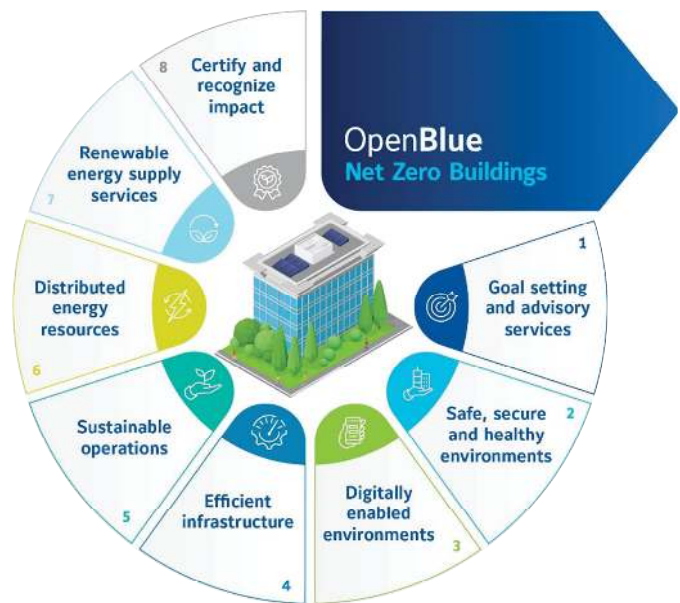 OpenBlue
Net Zero Buildings
1
Goal setting
and advisory
services
2
Safe, secure
and healthy
environments
3
Digitally
enabled
environments
4
Efficient
infrastructure
5
Sustainable
operations
6
Distributed
energy
resources
7
Renewable
energy supply
services
8
Certify and
recognize
impact